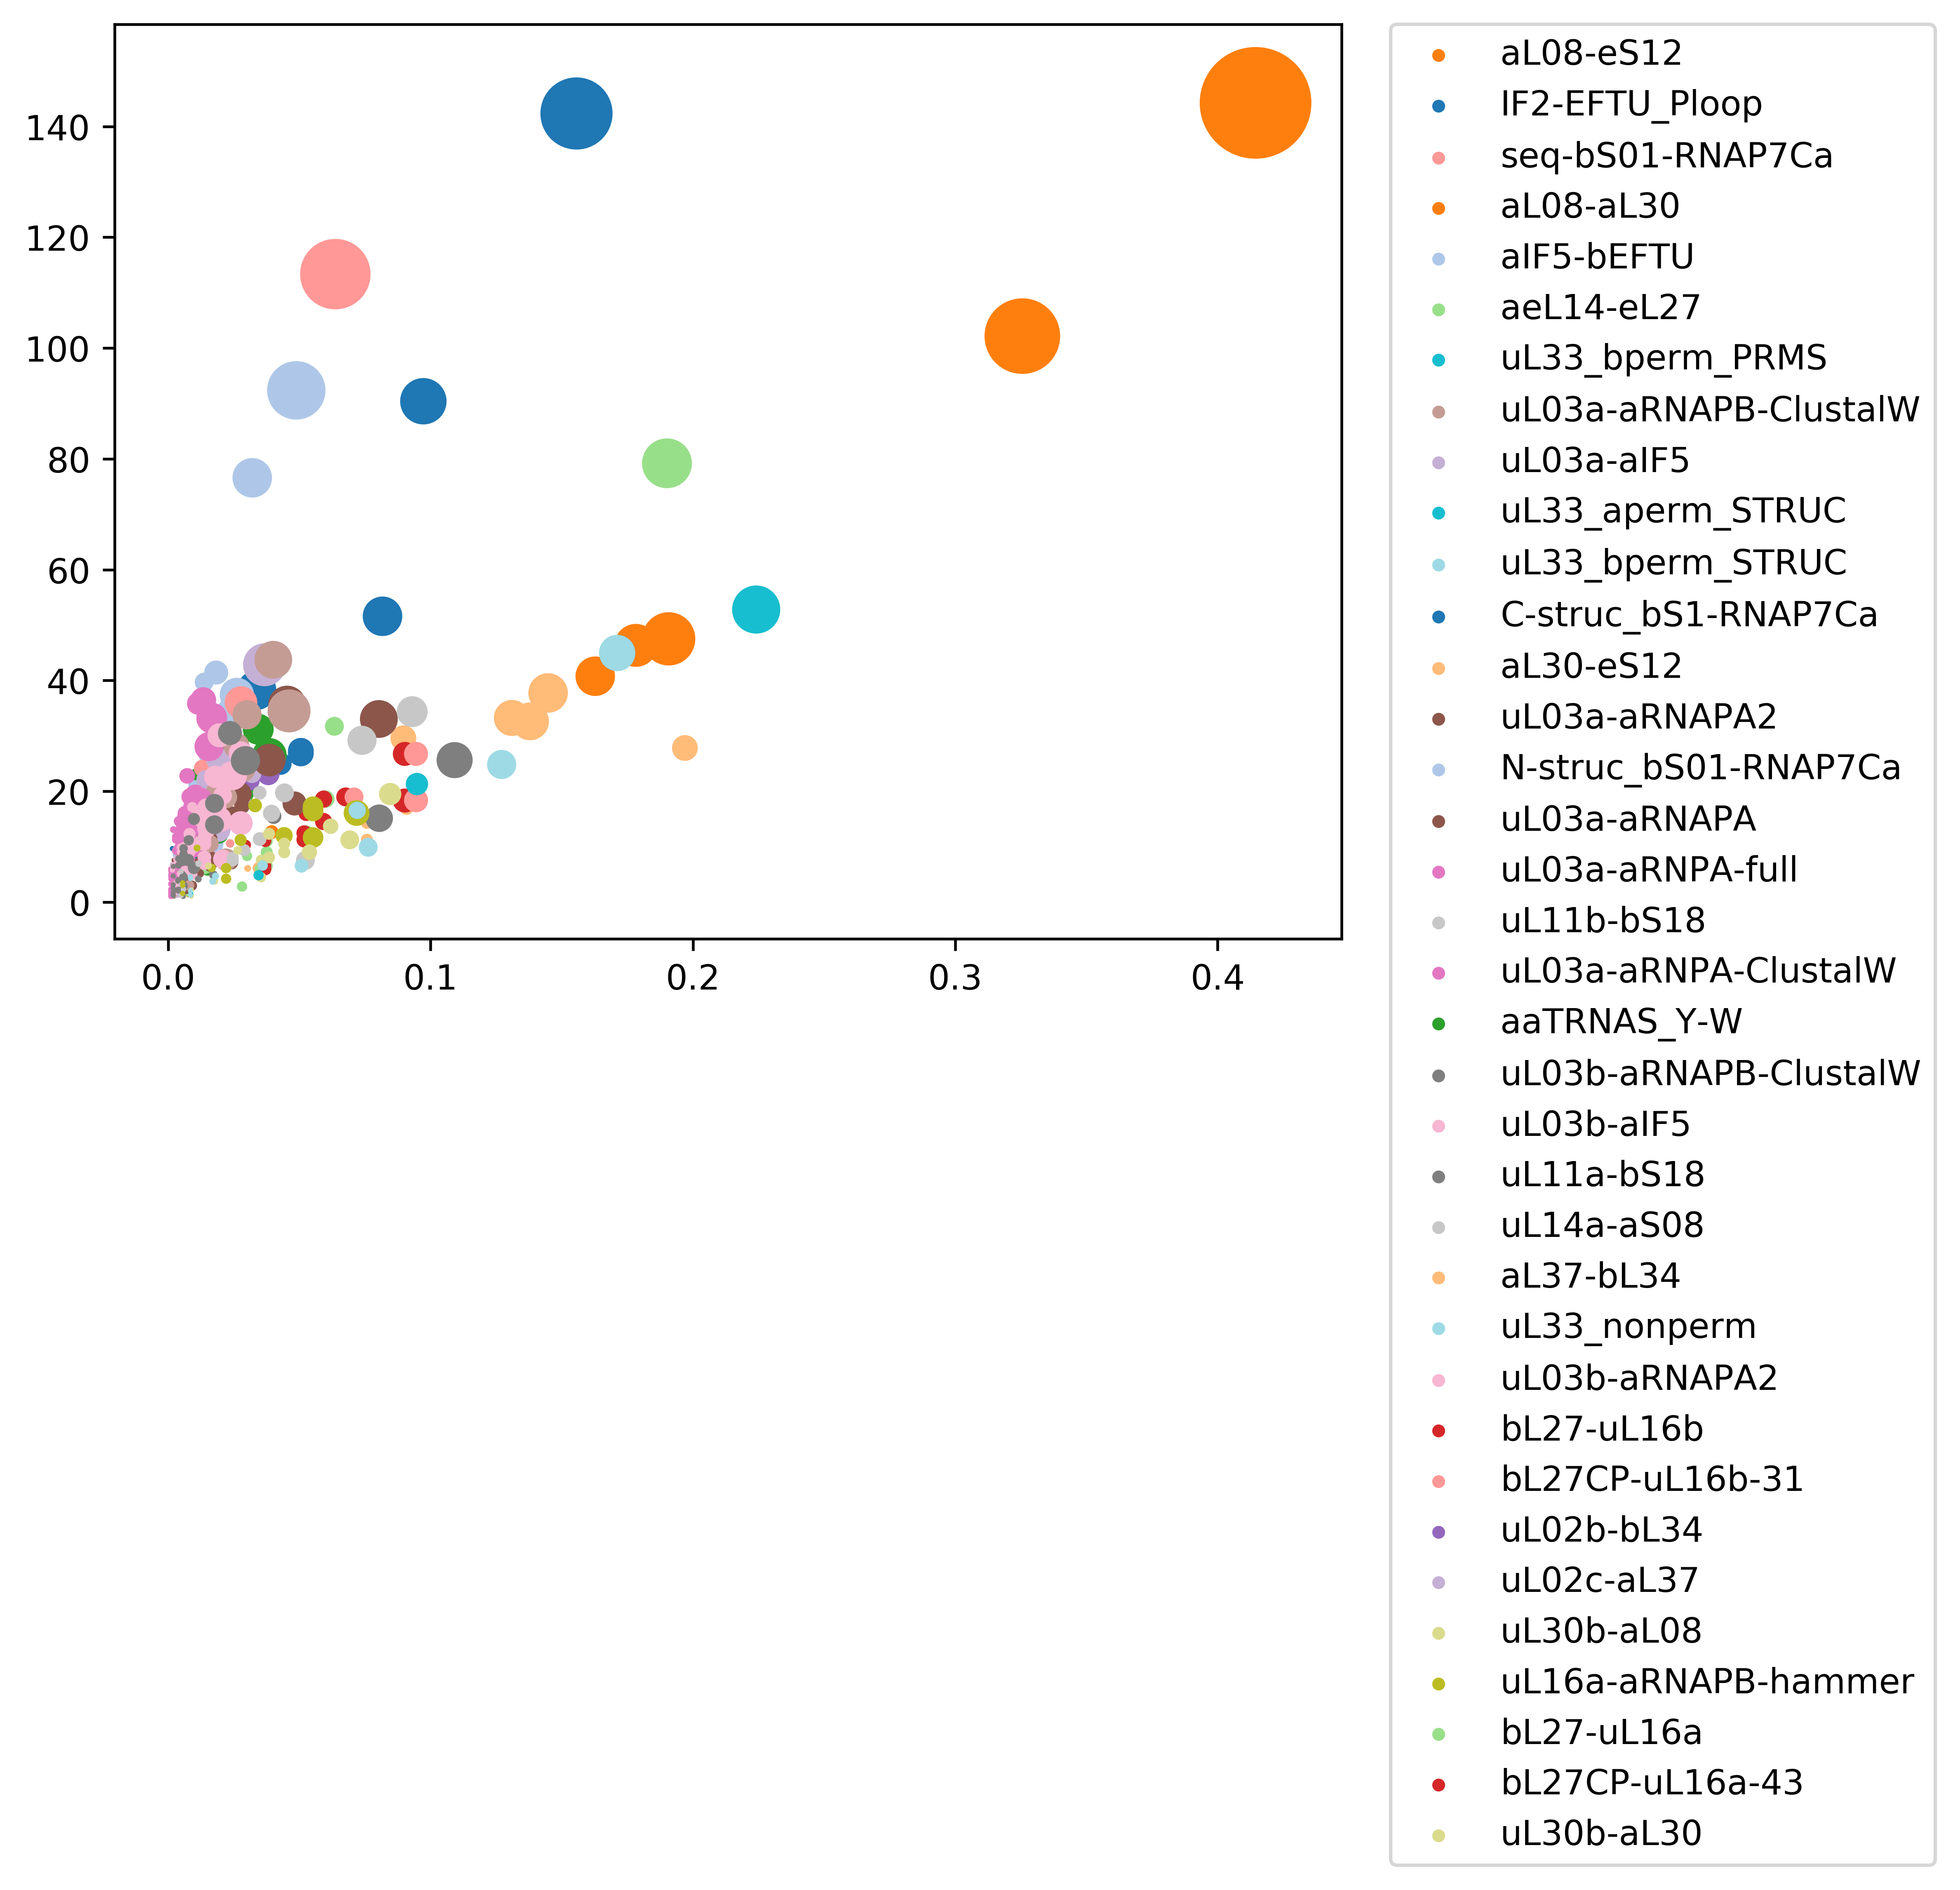 140
120
100
80
60
40
20
0
0.0 0.1 0.2 0.3 0.4
aL08-eS12
IF2-EFTU_Ploop
seq-bS01-RNAP7Ca
aL08-aL30
aIF5-bEFTU
aeL14-eL27
uL33_bperm_PRMS
uL03a-aRNAPB-ClustalW
uL03a-aIF5
uL33_aperm_STRUC
uL33_bperm_STRUC
C-struc_bS1-RNAP7Ca
aL30-eS12
uL03a-aRNAPA2
N-struc_bS01-RNAP7Ca
uL03a-aRNAPA
uL03a-aRNPA-full
uL11b-bS18
uL03a-aRNPA-ClustalW
aaTRNAS_Y-W
uL03b-aRNAPB-ClustalW
uL03b-aIF5
uL11a-bS18
uL14a-aS08
aL37-bL34
uL33_nonperm
uL03b-aRNAPA2
bL27-uL16b
bL27CP-uL16b-31
uL02b-bL34
uL02c-aL37
uL30b-aL08
uL16a-aRNAPB-hammer
bL27-uL16a
bL27CP-uL16a-43
uL30b-aL30